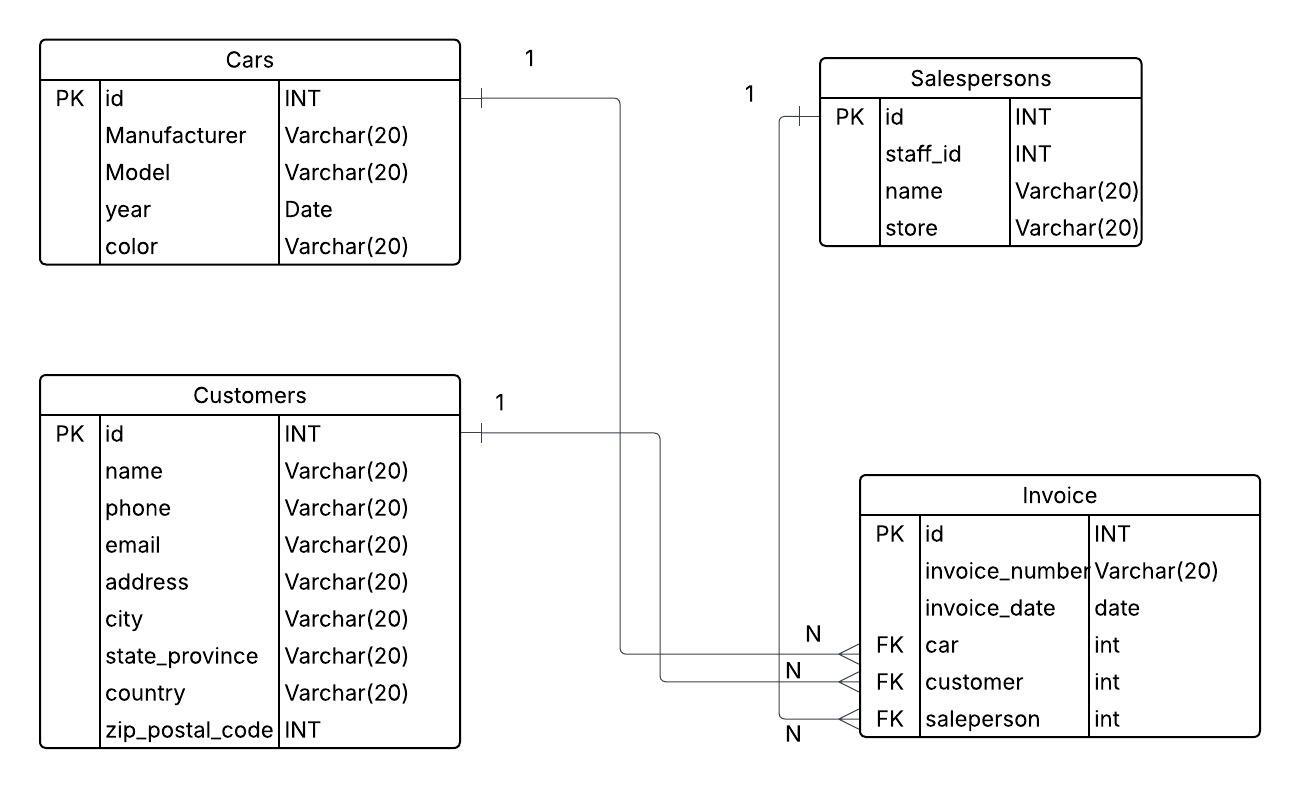 Cars
PK id INT
Manufacturer Varchar(20)
Model Varchar(20)
year Date
color Varchar(20)
1
1
Salespersons
PK id INT
staff_id INT
name Varchar(20)
store Varchar(20)
Customers
PK id INT
name Varchar(20)
phone Varchar(20)
email Varchar(20)
address Varchar(20)
city Varchar(20)
state_province Varchar(20)
country Varchar(20)
zip_postal_code INT
1
Invoice
PK id INT
invoice_number Varchar(20)
invoice_date date
FK car int
FK customer int
FK saleperson int
N
N
N